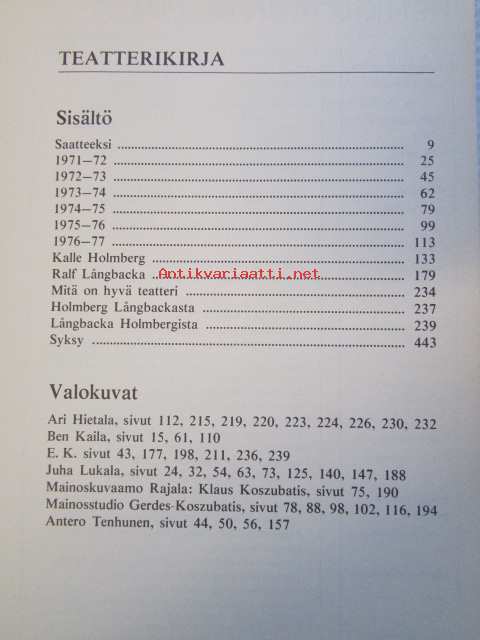 TEATTERIKIRJA
Sisältö
Saatteeksi ........ 9
1971—72 ........ 25
1972—73 ........ 45
1973—74 ........ 62
1974—75 ........ 79
1975—76 ........ 99
1976—77 ........ 113
Kalle Holmberg ........ 133
Ralf Långbacka ........ 179
Antikvariaatti.net
Mitä on hyvä teatteri ........ 234
Holmberg Långbackasta ........ 237
Långbacka Holmbergista ........ 239
Syksy ........ 443
Valokuvat
Ari Hietala, sivut 112, 215, 219, 220, 223, 224, 226, 230, 232
Ben Kaila, sivut 15, 61, 110
E. K. sivut 43, 177, 198, 211, 236, 239
Juha Lukala, sivut 24, 32, 54, 63, 73, 125, 140, 147, 188
Mainoskuvaamo Rajala: Klaus Koszubatis, sivut 75, 190
Mainosstudio Gerdes-Koszubatis, sivut 78, 88, 98, 102, 116, 194
Antero Tenhunen, sivut 44, 50, 56, 157